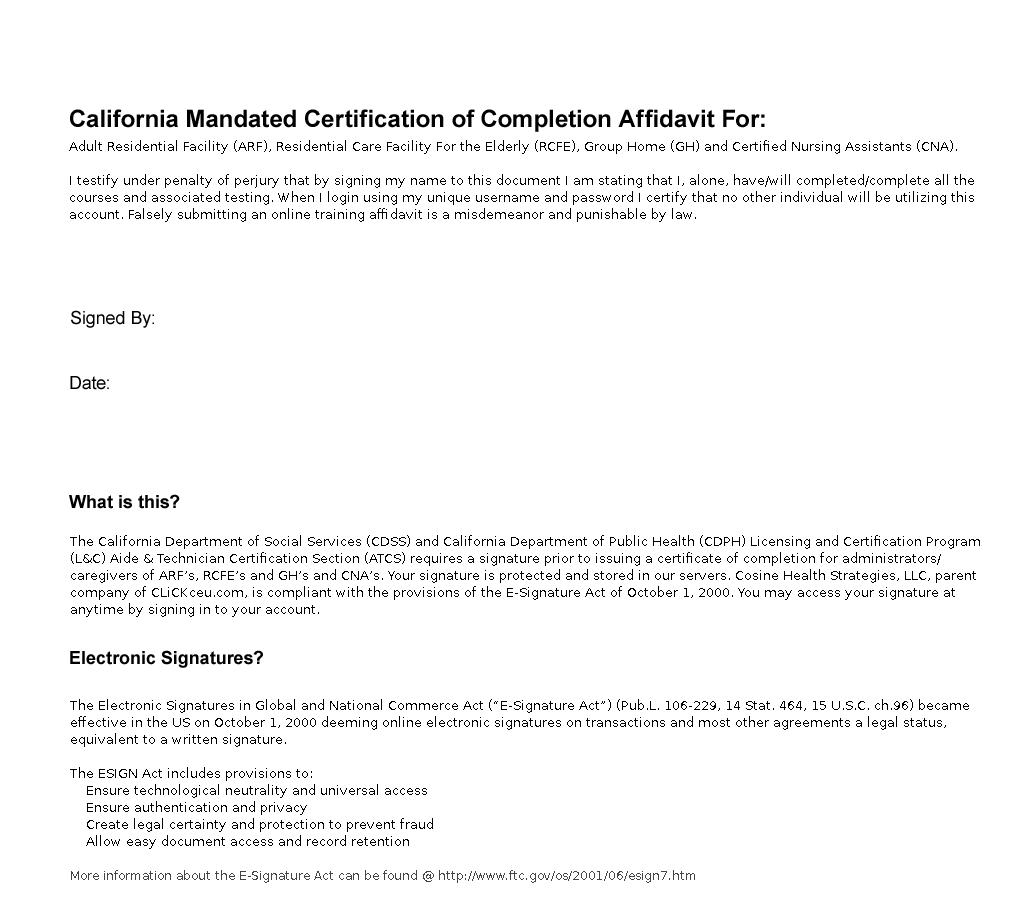 California Mandated Certification of Completion Affidavit For:
Adult Residential Facility (ARF), Residential Care Facility For the Elderly (RCFE), Group Home (GH) and Certified Nursing Assistants (CNA).
I testify under penalty of perjury that by signing my name to this document I am stating that I, alone, have/will completed/complete all the
courses and associated testing. When I login using my unique username and password I certify that no other individual will be utilizing this
account. Falsely submitting an online training affidavit is a misdemeanor and punishable by law.
Signed By:
Date:
What is this?
The California Department of Social Services (CDSS) and California Department of Public Health (CDPH) Licensing and Certification Program
(L&C) Aide & Technician Certification Section (ATCS) requires a signature prior to issuing a certificate of completion for administrators/
caregivers of ARF’s, RCFE’s and GH’s and CNA’s. Your signature is protected and stored in our servers. Cosine Health Strategies, LLC, parent
company of CLiCKceu.com, is compliant with the provisions of the E-Signature Act of October 1, 2000. You may access your signature at
anytime by signing in to your account.
Electronic Signatures?
The Electronic Signatures in Global and National Commerce Act (“E-Signature Act”) (Pub.L. 106-229, 14 Stat. 464, 15 U.S.C. ch.96) became
effective in the US on October 1, 2000 deeming online electronic signatures on transactions and most other agreements a legal status,
equivalent to a written signature.
The ESIGN Act includes provisions to:
Ensure technological neutrality and universal access
Ensure authentication and privacy
Create legal certainty and protection to prevent fraud
Allow easy document access and record retention
More information about the E-Signature Act can be found @ http://www.ftc.gov/os/2001/06/esign7.htm